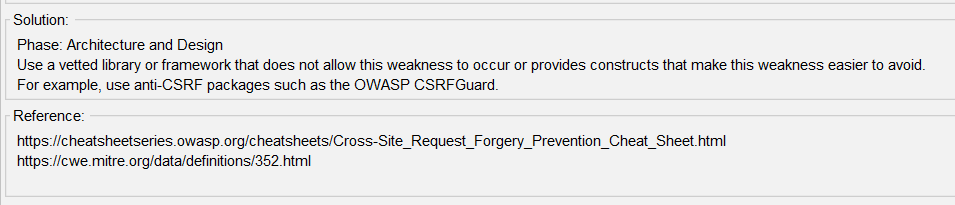 Solution:
Phase: Architecture and Design
Use a vetted library or framework that does not allow this weakness to occur or provides constructs that make this weakness easier to avoid.
For example, use anti-CSRF packages such as the OWASP CSRFGuard.
Reference:
https://cheatsheetseries.owasp.org/cheatsheets/Cross-Site_Request_Forgery_Prevention_Cheat_Sheet.html
https://cwe.mitre.org/data/definitions/352.html